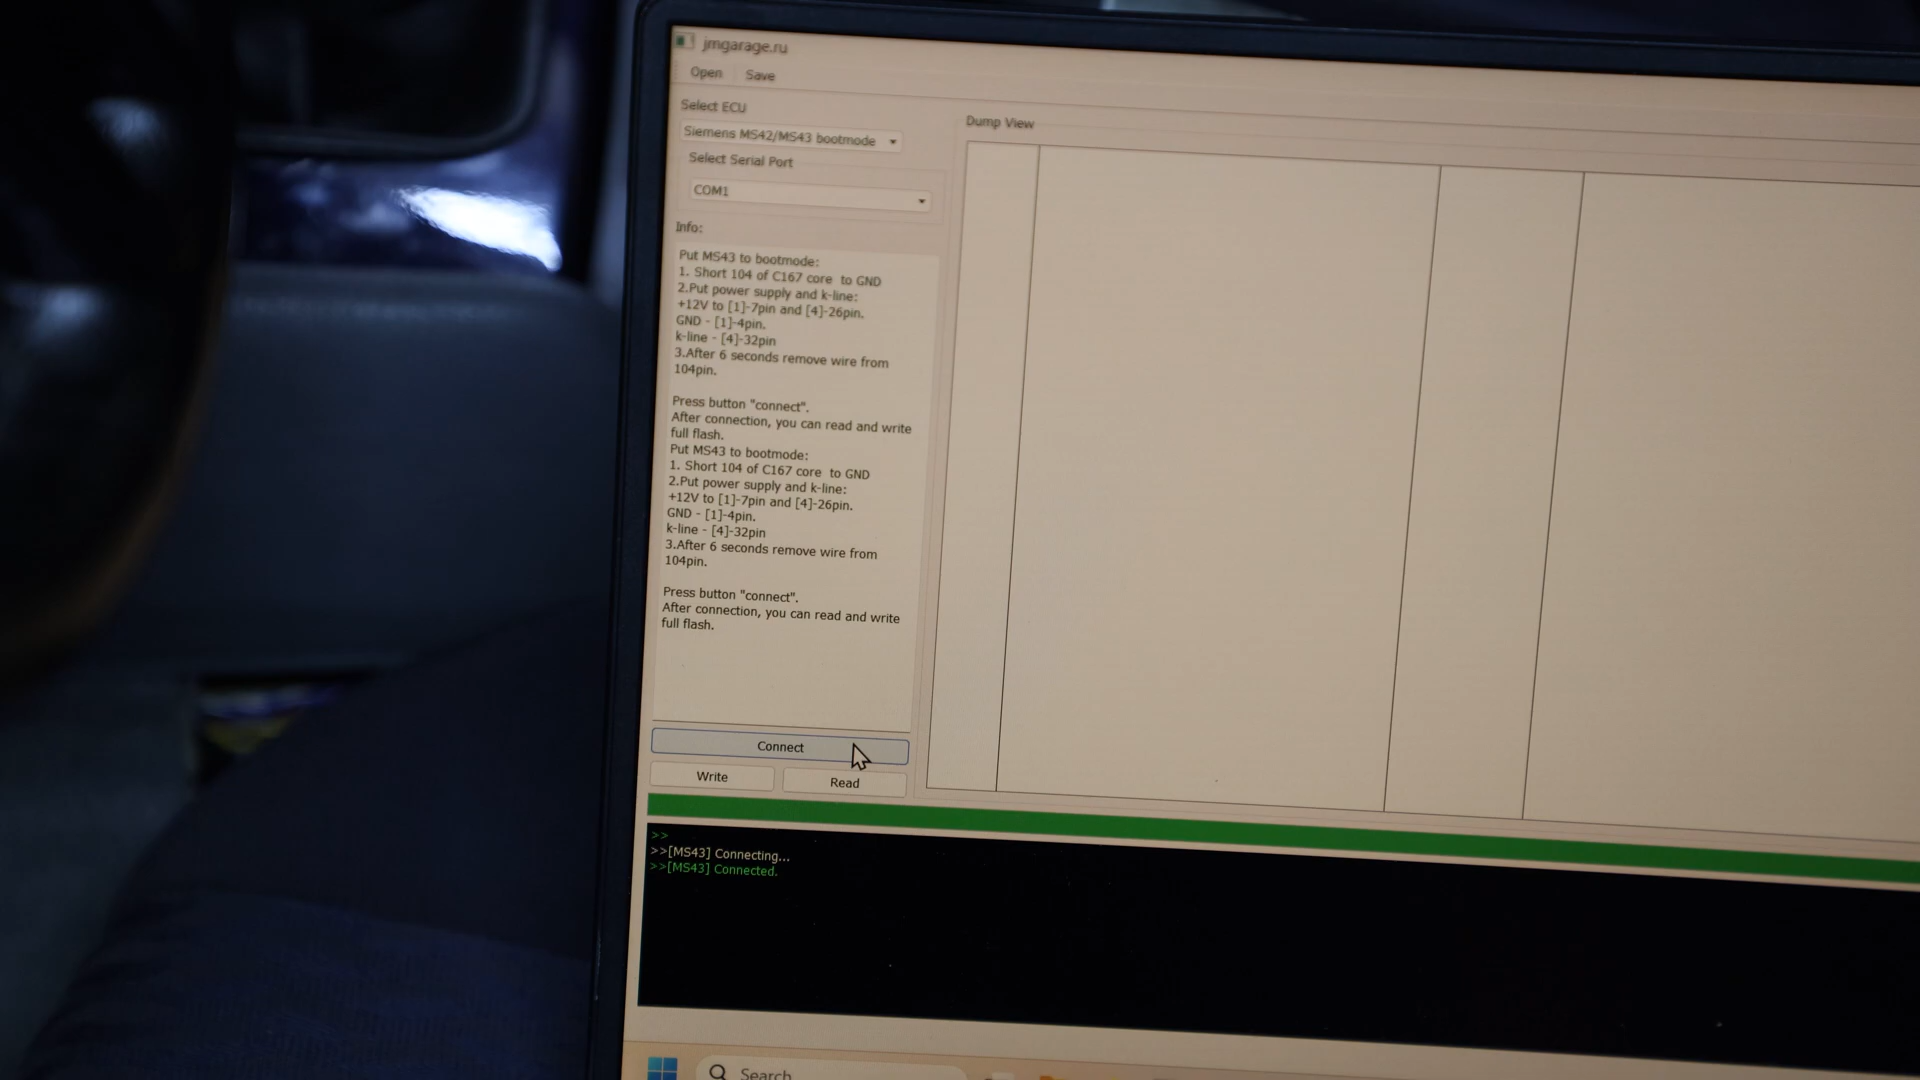 jmgarage.ru
Open Save
Select ECU
Siemens MS42/MS43 bootmode
Select Serial Port
COM1
Info:
Put MS43 to bootmode:
1. Short 104 of C167 core to GND
2.Put power supply and k-line:
+12V to [1]-7pin and [4]-26pin.
GND - [1]-4pin.
k-line - [4]-32pin
3.After 6 seconds remove wire from
104pin.
Press button "connect".
After connection, you can read and write
full flash.
Put MS43 to bootmode:
1. Short 104 of C167 core to GND
2.Put power supply and k-line:
+12V to [1]-7pin and [4]-26pin.
GND - [1]-4pin.
k-line - [4]-32pin
3.After 6 seconds remove wire from
104pin.
Press button "connect".
After connection, you can read and write
full flash.
Connect
Write Read
Dump View
>>
>>[MS43] Connecting...
>>[MS43] Connected.
Search